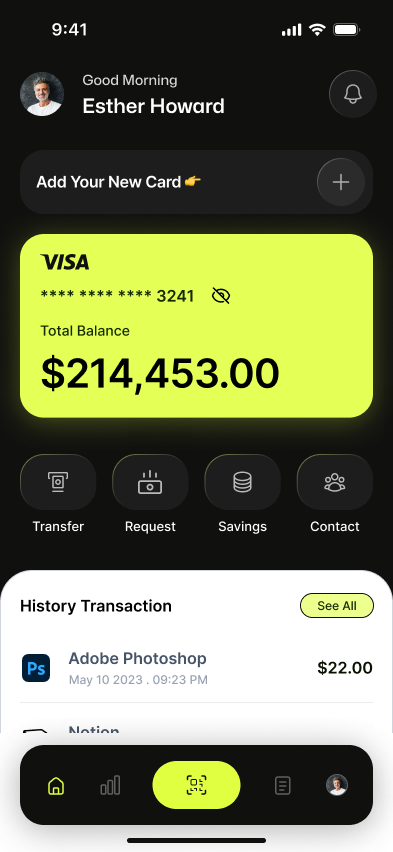 9:41
Good Morning
Esther Howard
Add Your New Card 👉
VISA
**** **** **** 3241
Total Balance
$214,453.00
Transfer Request Savings Contact
History Transaction See All
Ps Adobe Photoshop $22.00
May 10 2023 . 09:23 PM
Notion